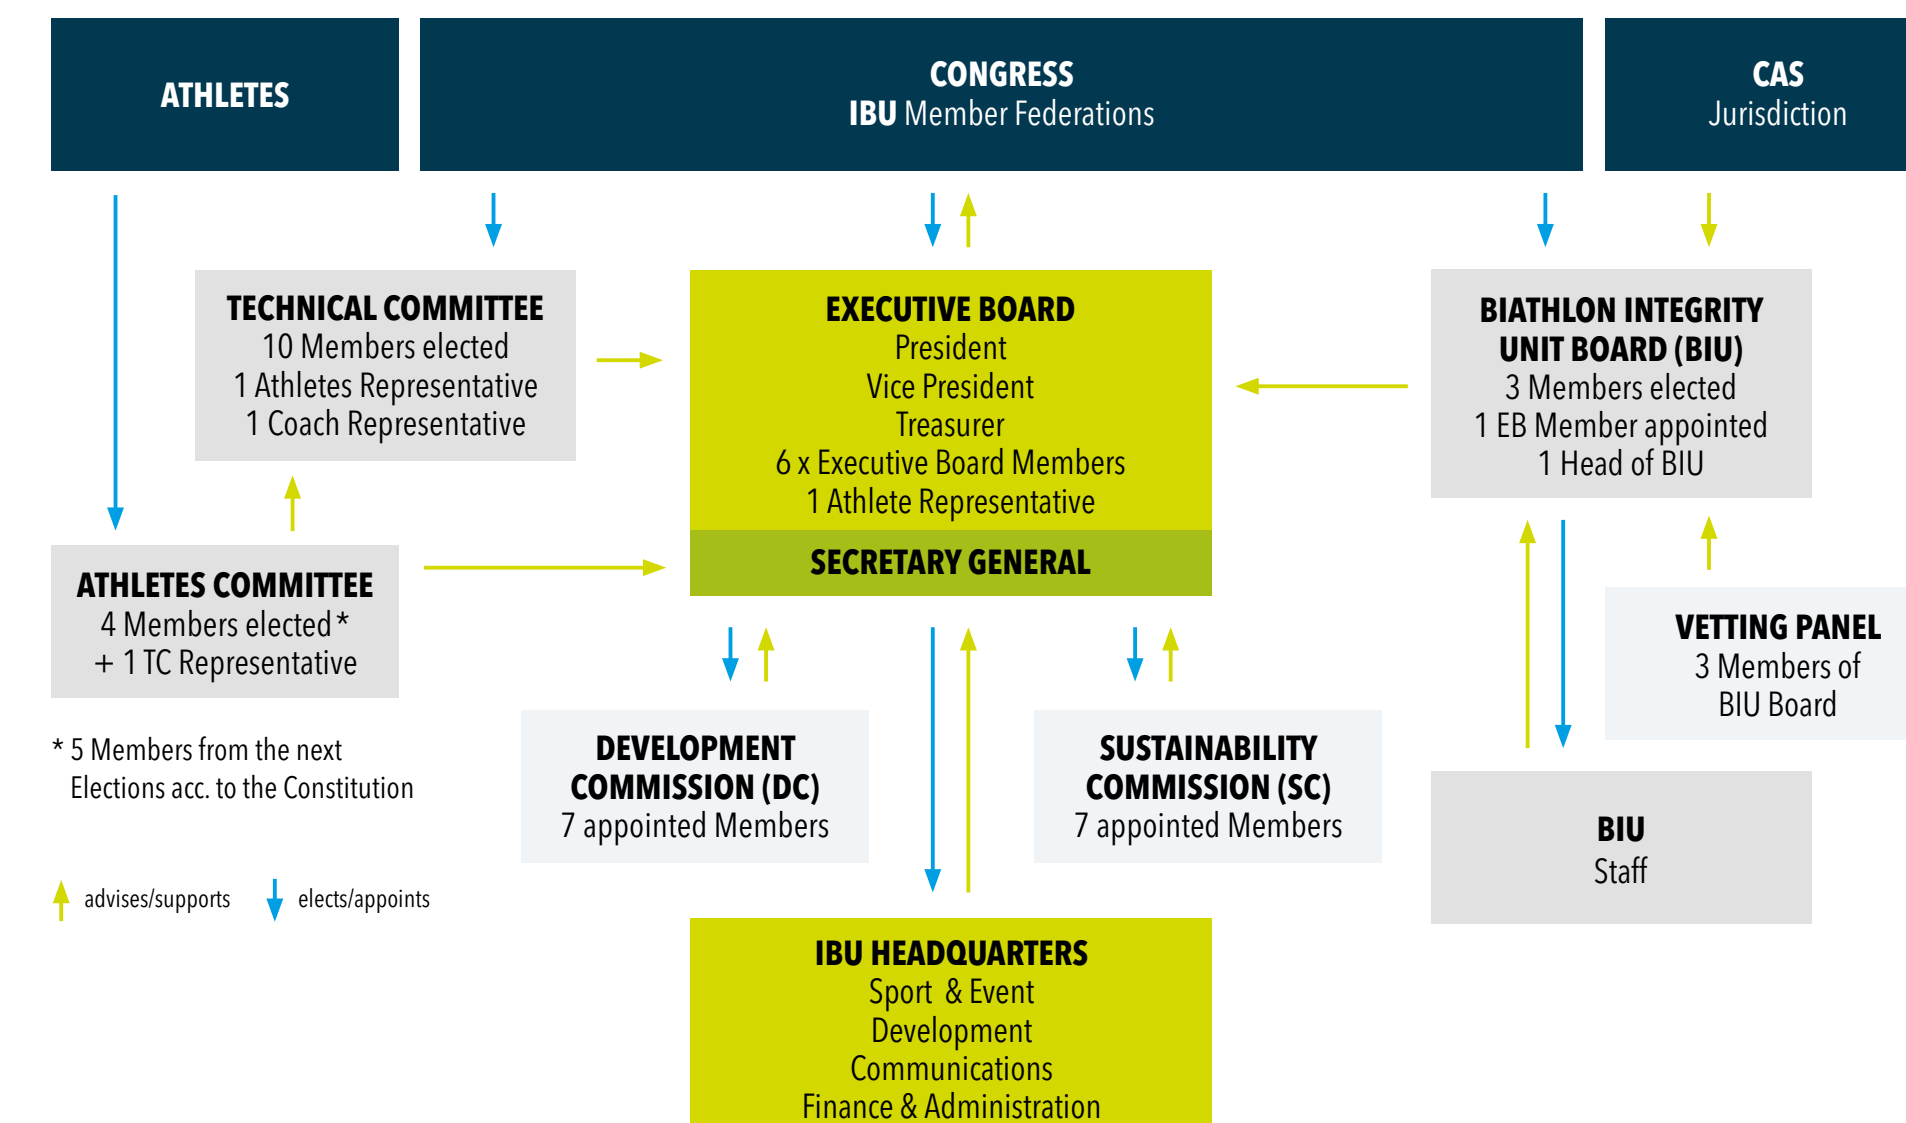 ATHLETES
CONGRESS
IBU Member Federations
CAS
Jurisdiction
TECHNICAL COMMITTEE
10 Members elected
1 Athletes Representative
1 Coach Representative
EXECUTIVE BOARD
President
Vice President
Treasurer
6 x Executive Board Members
1 Athlete Representative
SECRETARY GENERAL
BIATHLON INTEGRITY
UNIT BOARD (BIU)
3 Members elected
1 EB Member appointed
1 Head of BIU
ATHLETES COMMITTEE
4 Members elected *
+ 1 TC Representative
* 5 Members from the next
Elections acc. to the Constitution
VETTING PANEL
3 Members of
BIU Board
DEVELOPMENT
COMMISSION (DC)
7 appointed Members
SUSTAINABILITY
COMMISSION (SC)
7 appointed Members
BIU
Staff
advises/supports
elects/appoints
IBU HEADQUARTERS
Sport & Event
Development
Communications
Finance & Administration